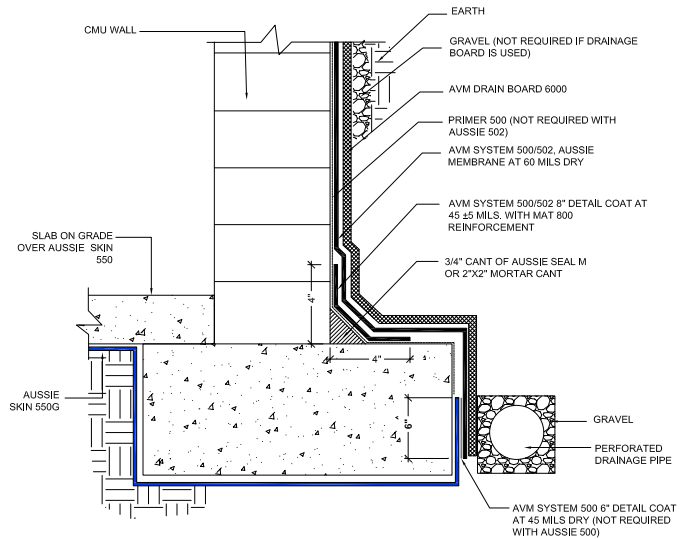 CMU WALL
EARTH
GRAVEL (NOT REQUIRED IF DRAINAGE
BOARD IS USED)
AVM DRAIN BOARD 6000
PRIMER 500 (NOT REQUIRED WITH
AUSSIE 502)
AVM SYSTEM 500/502, AUSSIE
MEMBRANE AT 60 MILS DRY
AVM SYSTEM 500/502 8" DETAIL COAT AT
45 ±5 MILS. WITH MAT 800
REINFORCEMENT
SLAB ON GRADE
OVER AUSSIE SKIN
550
3/4" CANT OF AUSSIE SEAL M
OR 2"X2" MORTAR CANT
4"
4"
6"
AUSSIE
SKIN 550G
GRAVEL
PERFORATED
DRAINAGE PIPE
AVM SYSTEM 500 6" DETAIL COAT
AT 45 MILS DRY (NOT REQUIRED
WITH AUSSIE 500)